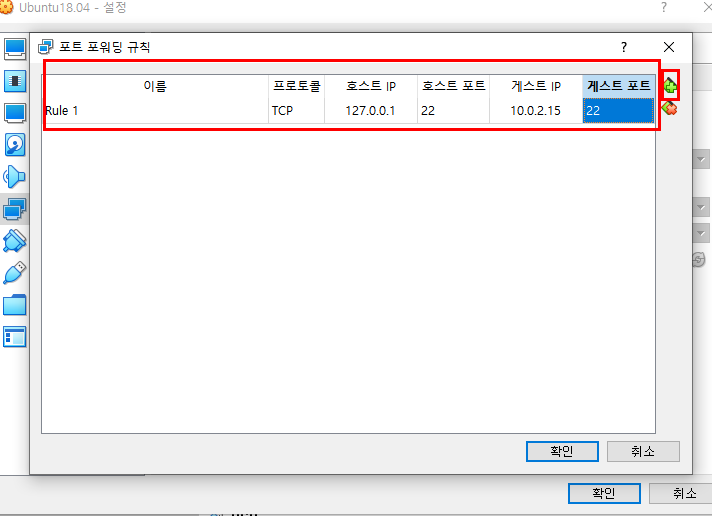 Ubuntu18.04 - 설정
?
포트 포워딩 규칙
?
이름 프로토콜 호스트 IP 호스트 포트 게스트 IP 게스트 포트
Rule 1 TCP 127.0.0.1 22 10.0.2.15 22
확인 취소
확인 취소